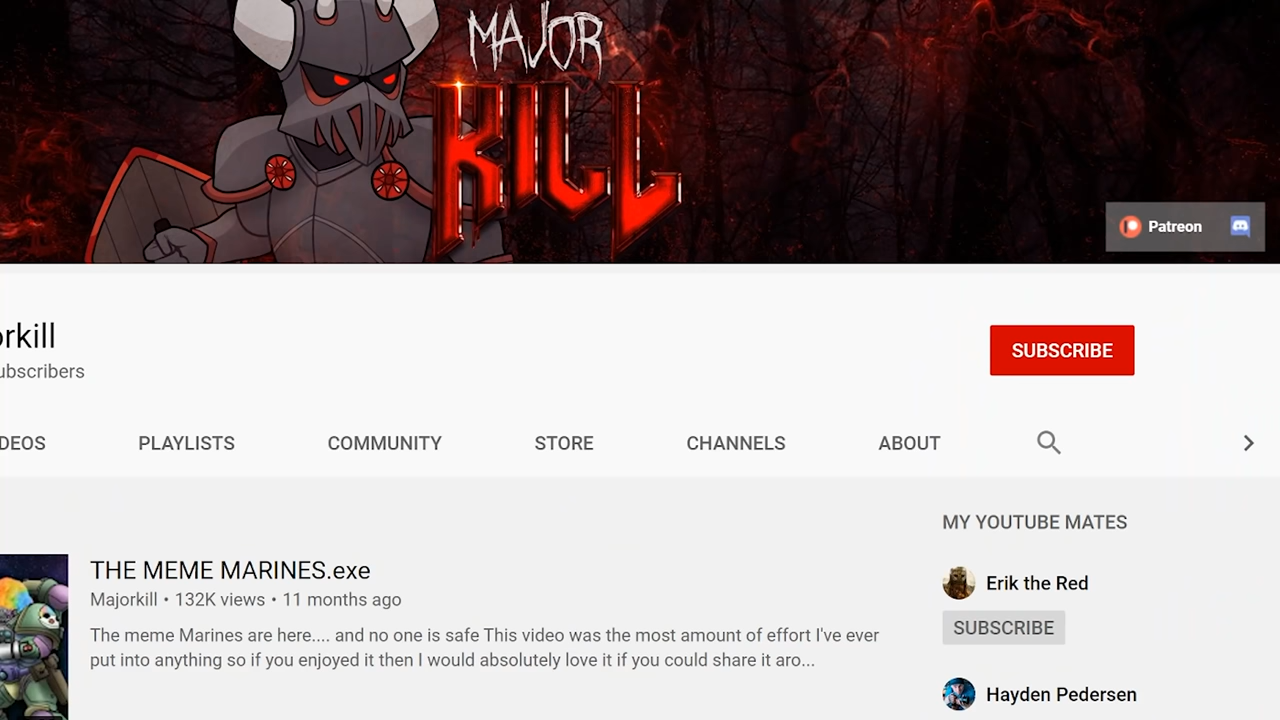 MAJOR
KILL
Patreon
orkill
ubscribers
SUBSCRIBE
DEOS
PLAYLISTS
COMMUNITY
STORE
CHANNELS
ABOUT
MY YOUTUBE MATES
THE MEME MARINES.exe
Majorkill • 132K views • 11 months ago
The meme Marines are here.... and no one is safe This video was the most amount of effort I've ever
put into anything so if you enjoyed it then I would absolutely love it if you could share it aro...
Erik the Red
SUBSCRIBE
Hayden Pedersen